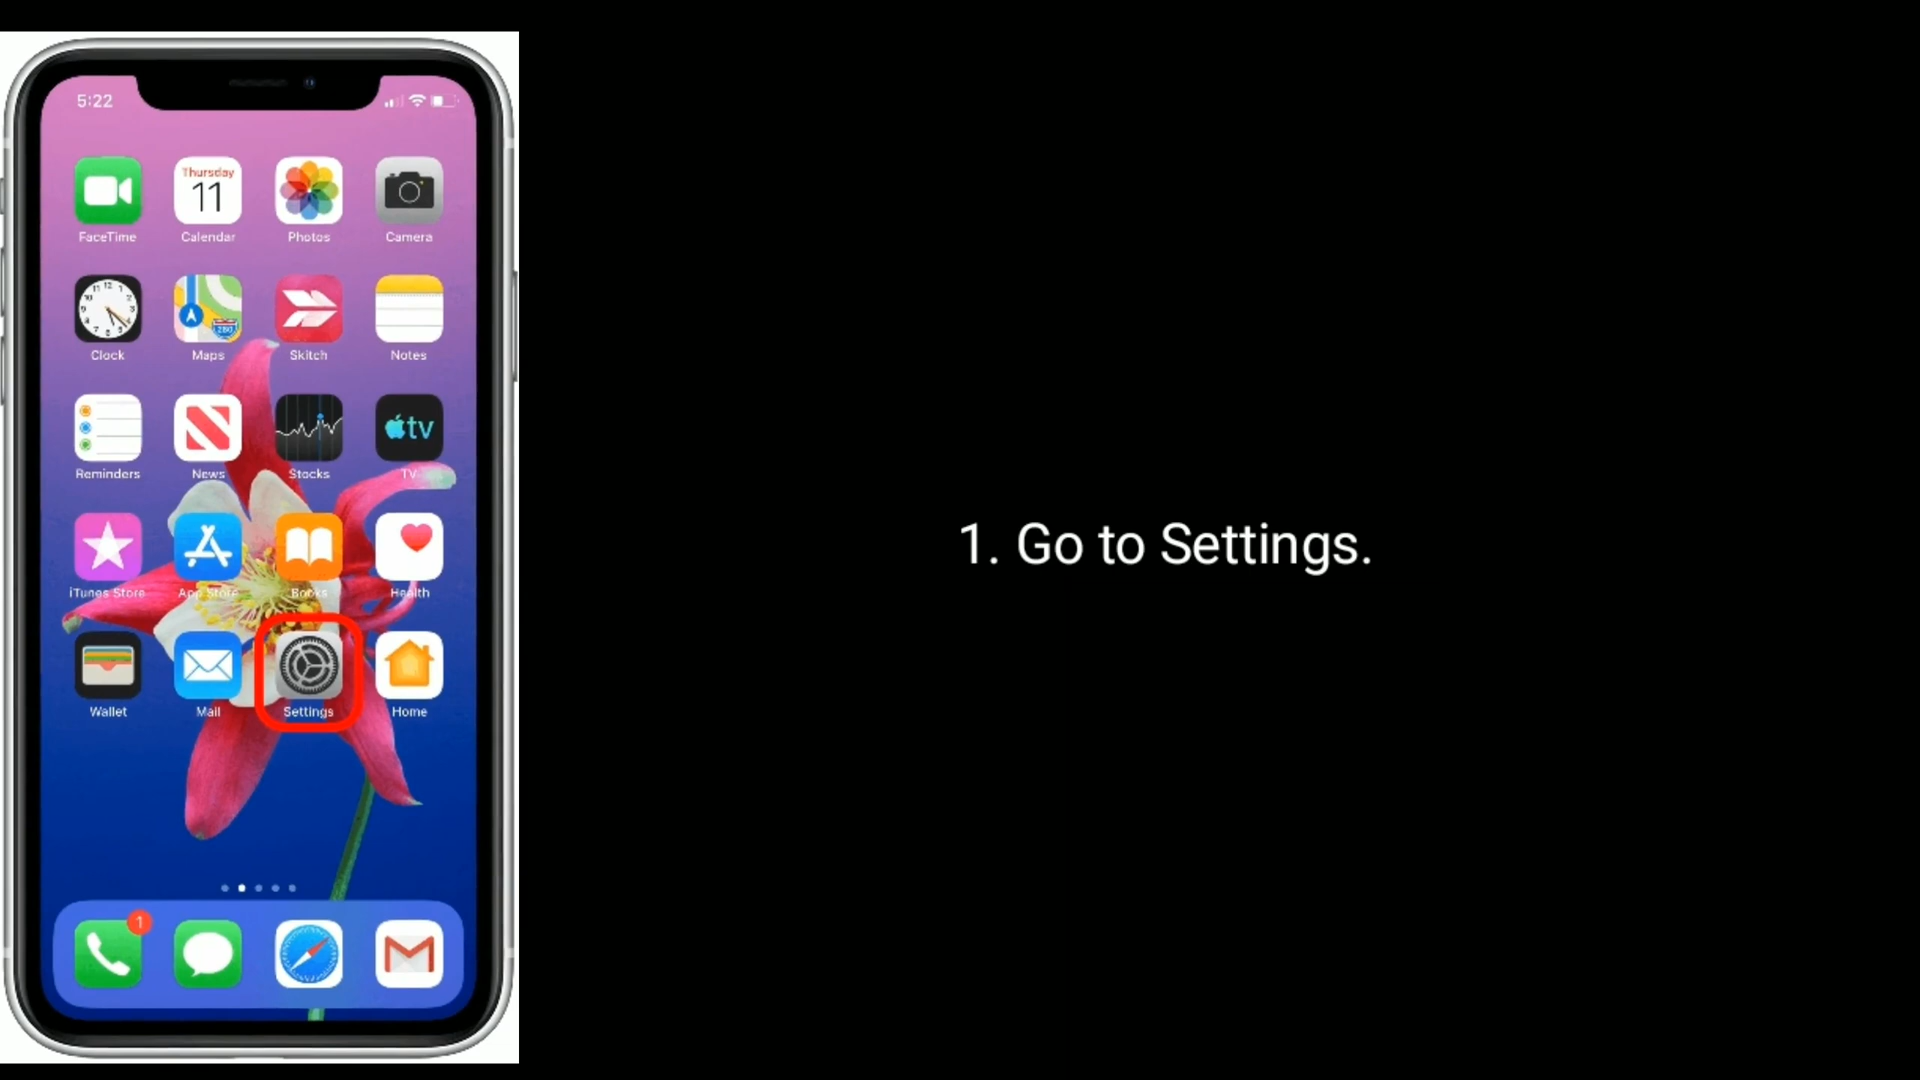 5:22
Thursday
11
FaceTime
Calendar
Photos
Camera
280
Clock
Maps
Skitch
Notes
tv
Reminders
News
Stocks
TV
iTunes Store
App Store
Books
Health
Wallet
Mail
Settings
Home
1
1. Go to Settings.